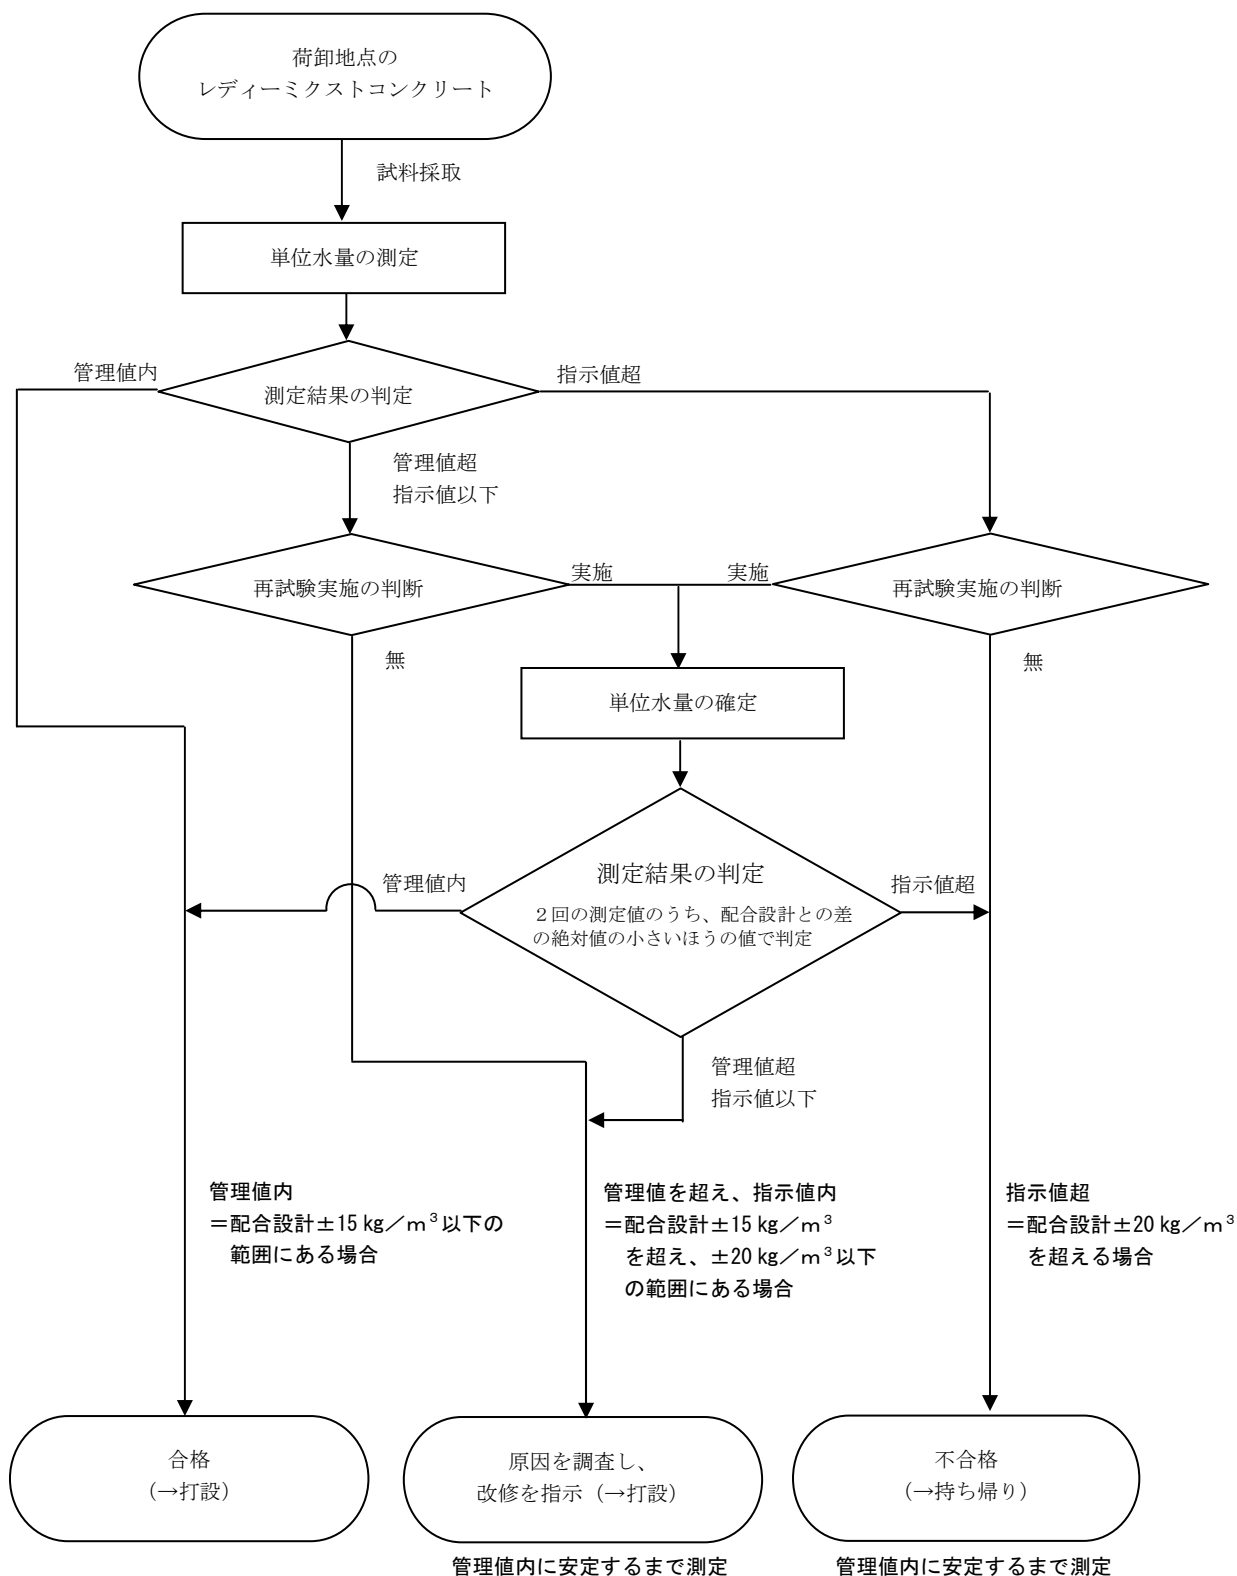 荷卸地点の
レディーミクストコンクリート
試料採取
単位水量の測定
管理値内
指示値超
測定結果の判定
管理値超
指示値以下
再試験実施の判断
実施
実施
再試験実施の判断
無
無
単位水量の確定
測定結果の判定
管理値内
指示値超
２回の測定値のうち、配合設計との差
の絶対値の小さいほうの値で判定
管理値超
指示値以下
管理値内
＝配合設計±15 kg／ｍ³以下の
範囲にある場合
管理値を超え、指示値内
＝配合設計±15 kg／ｍ³
を超え、±20 kg／ｍ³以下
の範囲にある場合
指示値超
＝配合設計±20 kg／ｍ³
を超える場合
合格
（→打設）
原因を調査し、
改修を指示（→打設）
不合格
（→持ち帰り）
管理値内に安定するまで測定
管理値内に安定するまで測定